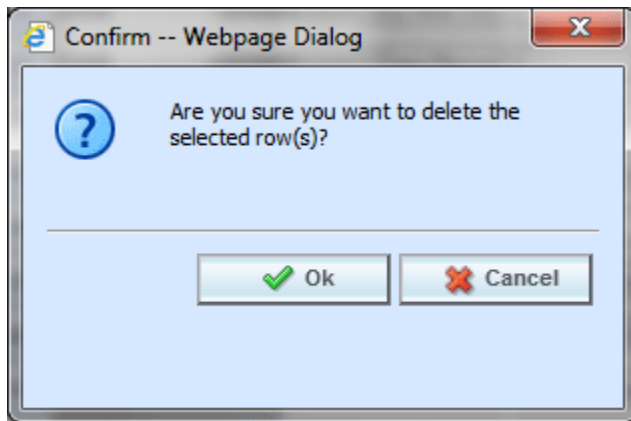 Confirm -- Webpage Dialog
Are you sure you want to delete the
selected row(s)?
Ok
Cancel